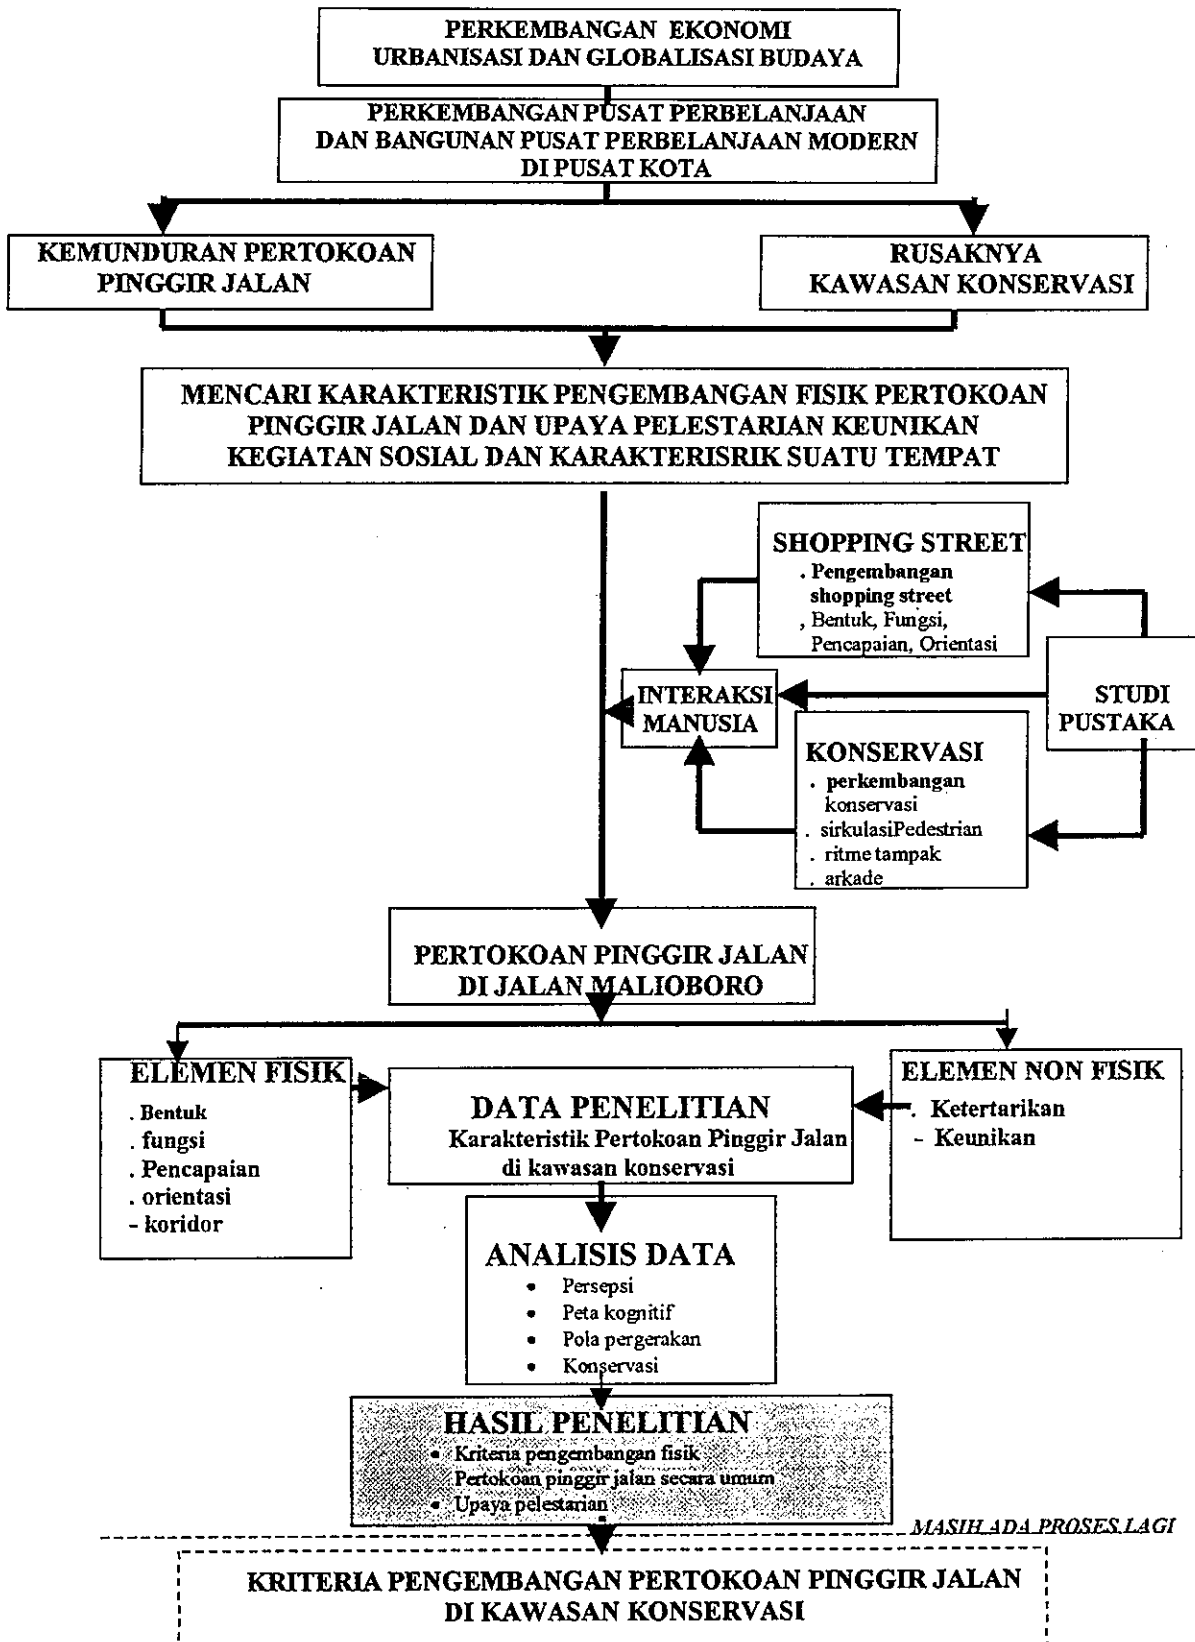 PERKEMBANGAN EKONOMI
URBANISASI DAN GLOBALISASI BUDAYA
PERKEMBANGAN PUSAT PERBELANJAAN
DAN BANGUNAN PUSAT PERBELANJAAN MODERN
DI PUSAT KOTA
KEMUNDURAN PERTOKOAN
PINGGIR JALAN
RUSAKNYA
KAWASAN KONSERVASI
MENCARI KARAKTERISTIK PENGEMBANGAN FISIK PERTOKOAN
PINGGIR JALAN DAN UPAYA PELESTARIAN KEUNIKAN
KEGIATAN SOSIAL DAN KARAKTERISRIK SUATU TEMPAT
SHOPPING STREET
. Pengembangan
shopping street
, Bentuk, Fungsi,
Pencapaian, Orientasi
INTERAKSI
MANUSIA
STUDI
PUSTAKA
KONSERVASI
. perkembangan
konservasi
. sirkulasiPedestrian
. ritme tampak
. arkade
PERTOKOAN PINGGIR JALAN
DI JALAN MALIOBORO
ELEMEN FISIK
. Bentuk
. fungsi
. Pencapaian
. orientasi
- koridor
DATA PENELITIAN
Karakteristik Pertokoan Pinggir Jalan
di kawasan konservasi
ELEMEN NON FISIK
. Ketertarikan
- Keunikan
ANALISIS DATA
• Persepsi
• Peta kognitif
• Pola pergerakan
• Konservasi
HASIL PENELITIAN
• Kriteria pengembangan fisik
Pertokoan pinggir jalan secara umum
• Upaya pelestarian
MASIH ADA PROSES LAGI
KRITERIA PENGEMBANGAN PERTOKOAN PINGGIR JALAN
DI KAWASAN KONSERVASI